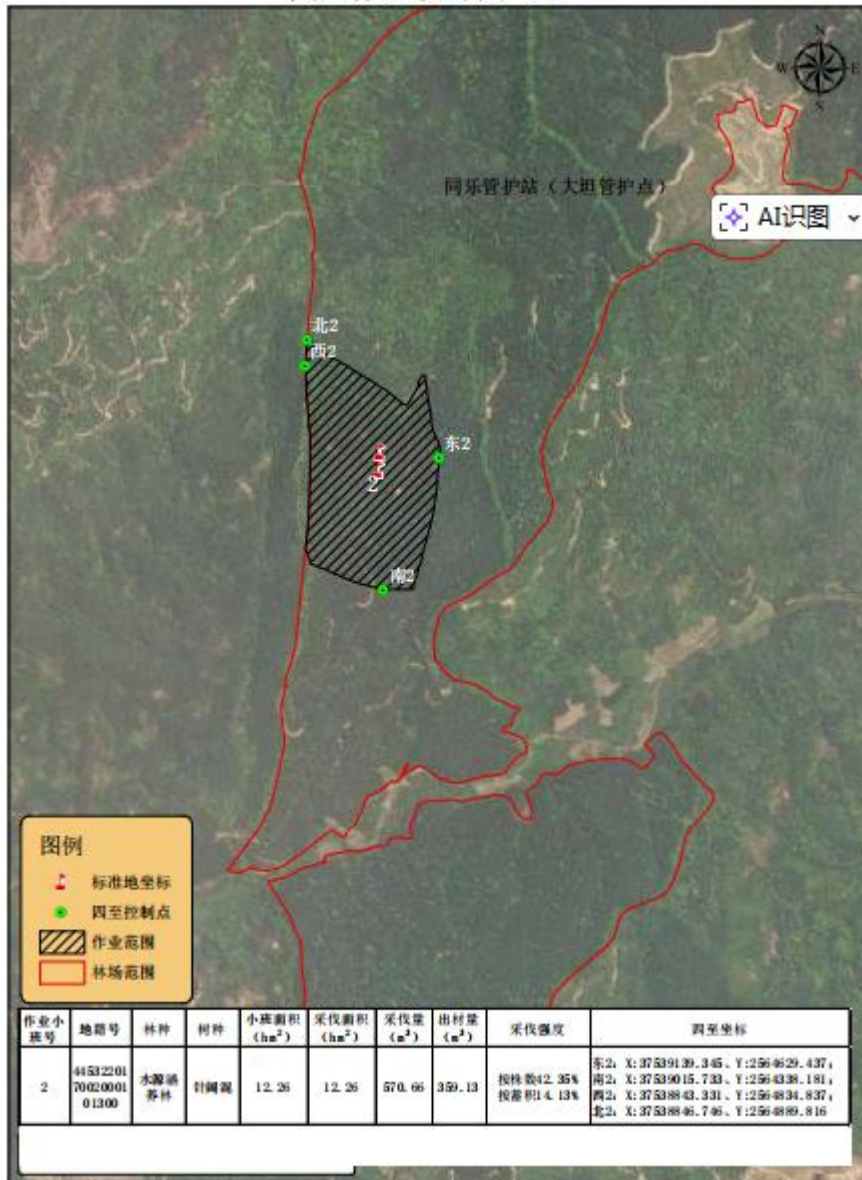 N
W
E
S
同乐管护站（大坦管护点）
AI识图
北2
西2
东2
2
南2
图例
标准地坐标
四至控制点
作业范围
林场范围
作业小班号 地籍号 林种 树种 小班面积（hm²） 采伐面积（hm²） 采伐量（m³） 出材量（m³） 采伐强度 四至坐标
2 445322017002000101300 水源涵养林 针阔混 12.26 12.26 570.66 359.13 按株数42.35% 按蓄积14.13%
东2：X:37539139.345、Y:2564629.437；
南2：X:37539015.733、Y:2564338.181；
西2：X:37538843.331、Y:2564834.837；
北2：X:37538846.746、Y:2564889.816